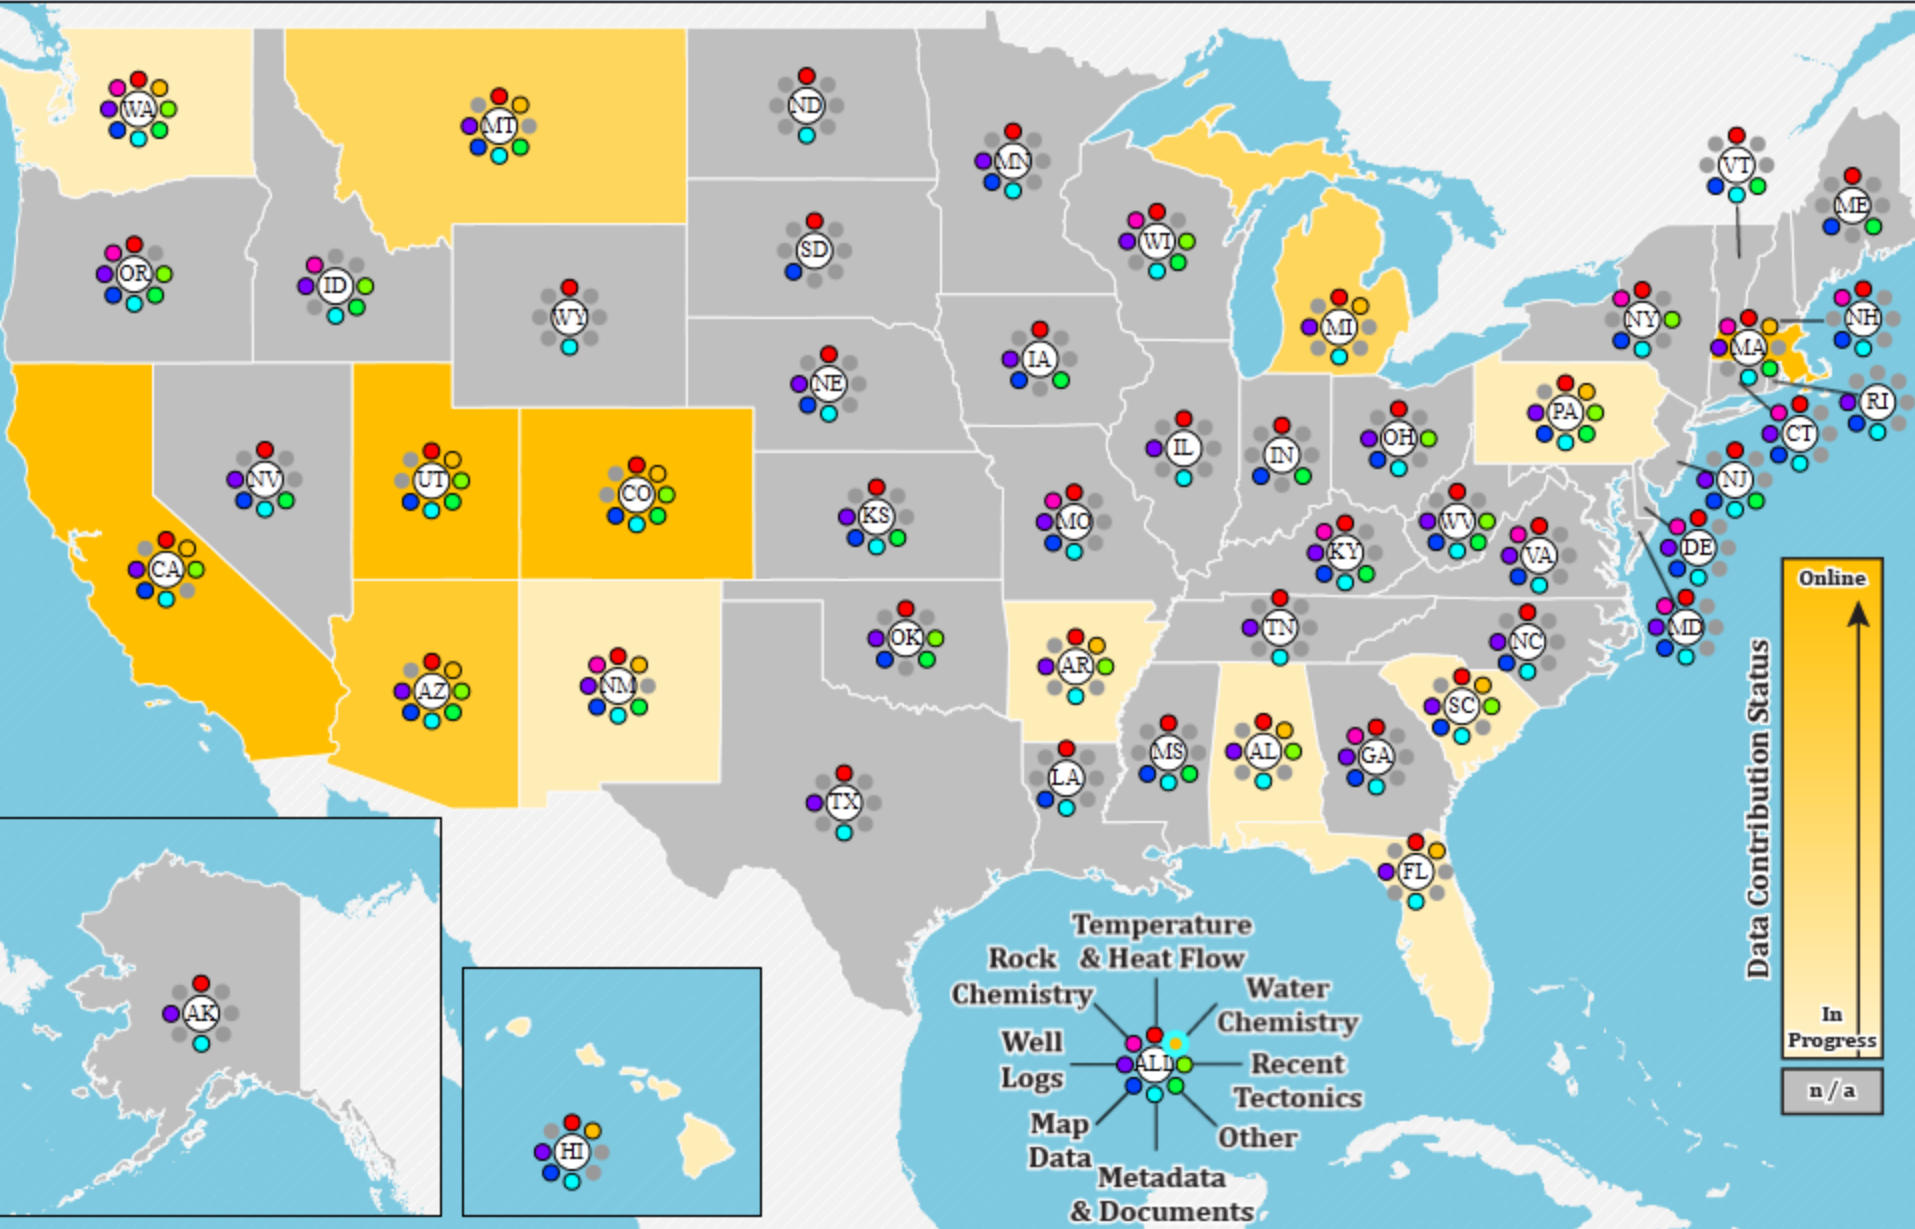 WA
MT
ND
MN
VT
ME
OR
ID
WY
SD
WI
MI
NY
NH
MA
IA
NE
PA
RI
CT
NV
UT
CO
KS
MO
IL
IN
OH
WV
KY
VA
NJ
DE
MD
CA
AZ
NM
OK
AR
TN
NC
SC
TX
LA
MS
AL
GA
FL
AK
HI
Temperature
& Heat Flow
Rock
Chemistry
Water
Chemistry
Well
Logs
ALL
Recent
Tectonics
Map
Data
Other
Metadata
& Documents
Data Contribution Status
Online
In
Progress
n / a